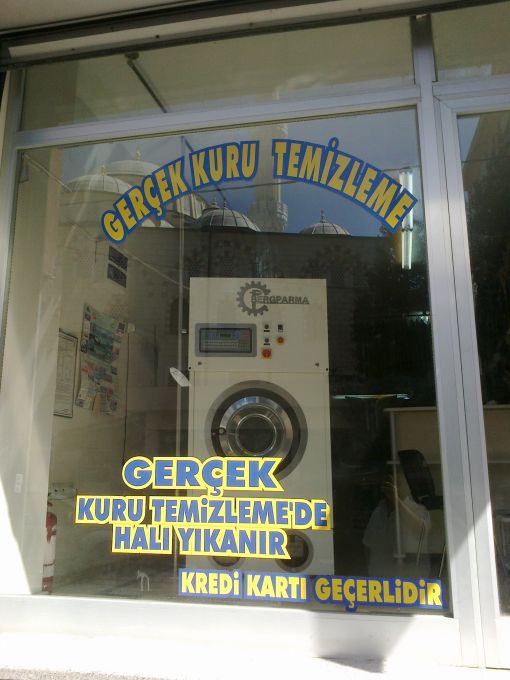 GERÇEK KURU TEMİZLEME
BERGPARMA
GERÇEK
KURU TEMİZLEME'DE
HALI YIKANIR
KREDİ KARTI GEÇERLİDİR